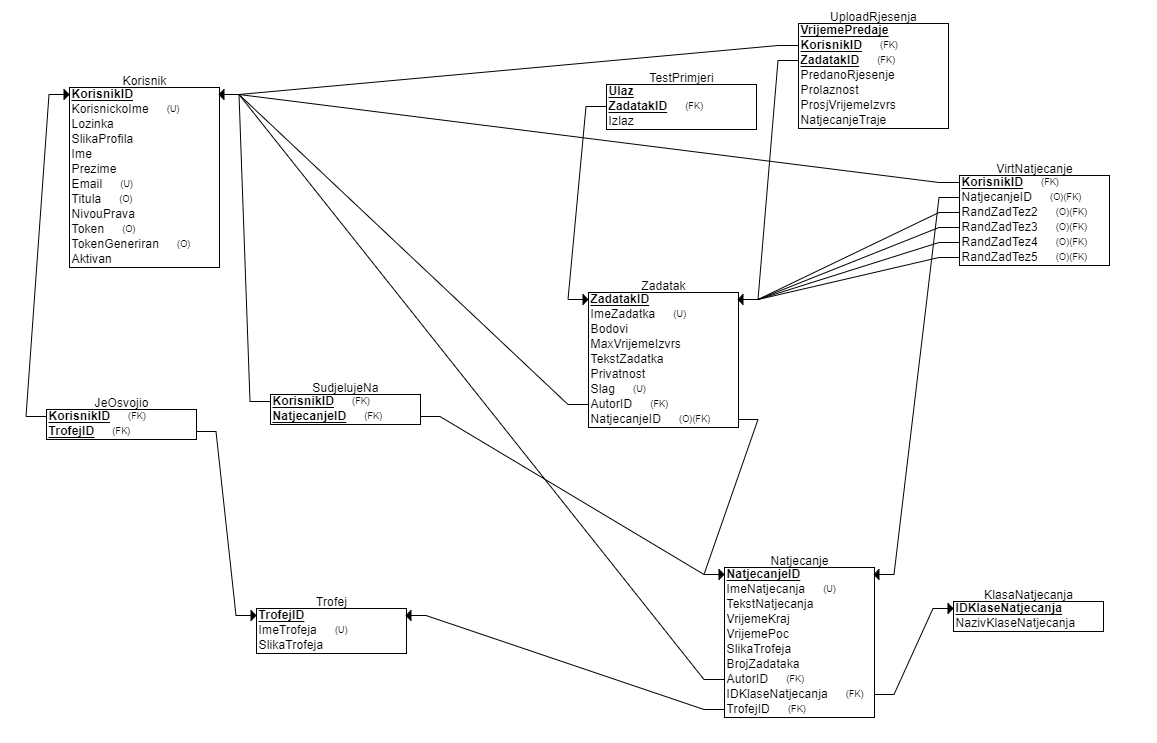 UploadRjesenja
VrijemePredaje
KorisnikID (FK)
ZadatakID (FK)
PredanoRjesenje
Prolaznost
ProsjVrijemeIzvrs
NatjecanjeTraje
TestPrimjeri
Ulaz
ZadatakID (FK)
Izlaz
Korisnik
KorisnikID
KorisnickoIme (U)
Lozinka
SlikaProfila
Ime
Prezime
Email (U)
Titula (O)
NivouPrava
Token (O)
TokenGeneriran (O)
Aktivan
VirtNatjecanje
KorisnikID (FK)
NatjecanjeID (O)(FK)
RandZadTez2 (O)(FK)
RandZadTez3 (O)(FK)
RandZadTez4 (O)(FK)
RandZadTez5 (O)(FK)
Zadatak
ZadatakID
ImeZadatka (U)
Bodovi
MaxVrijemeIzvrs
TekstZadatka
Privatnost
Slag (U)
AutorID (FK)
NatjecanjeID (O)(FK)
SudjelujeNa
KorisnikID (FK)
NatjecanjeID (FK)
JeOsvojio
KorisnikID (FK)
TrofejID (FK)
Trofej
TrofejID
ImeTrofeja (U)
SlikaTrofeja
Natjecanje
NatjecanjeID
ImeNatjecanja (U)
TekstNatjecanja
VrijemeKraj
VrijemePoc
SlikaTrofeja
BrojZadataka
AutorID (FK)
IDKlaseNatjecanja (FK)
TrofejID (FK)
KlasaNatjecanja
IDKlaseNatjecanja
NazivKlaseNatjecanja